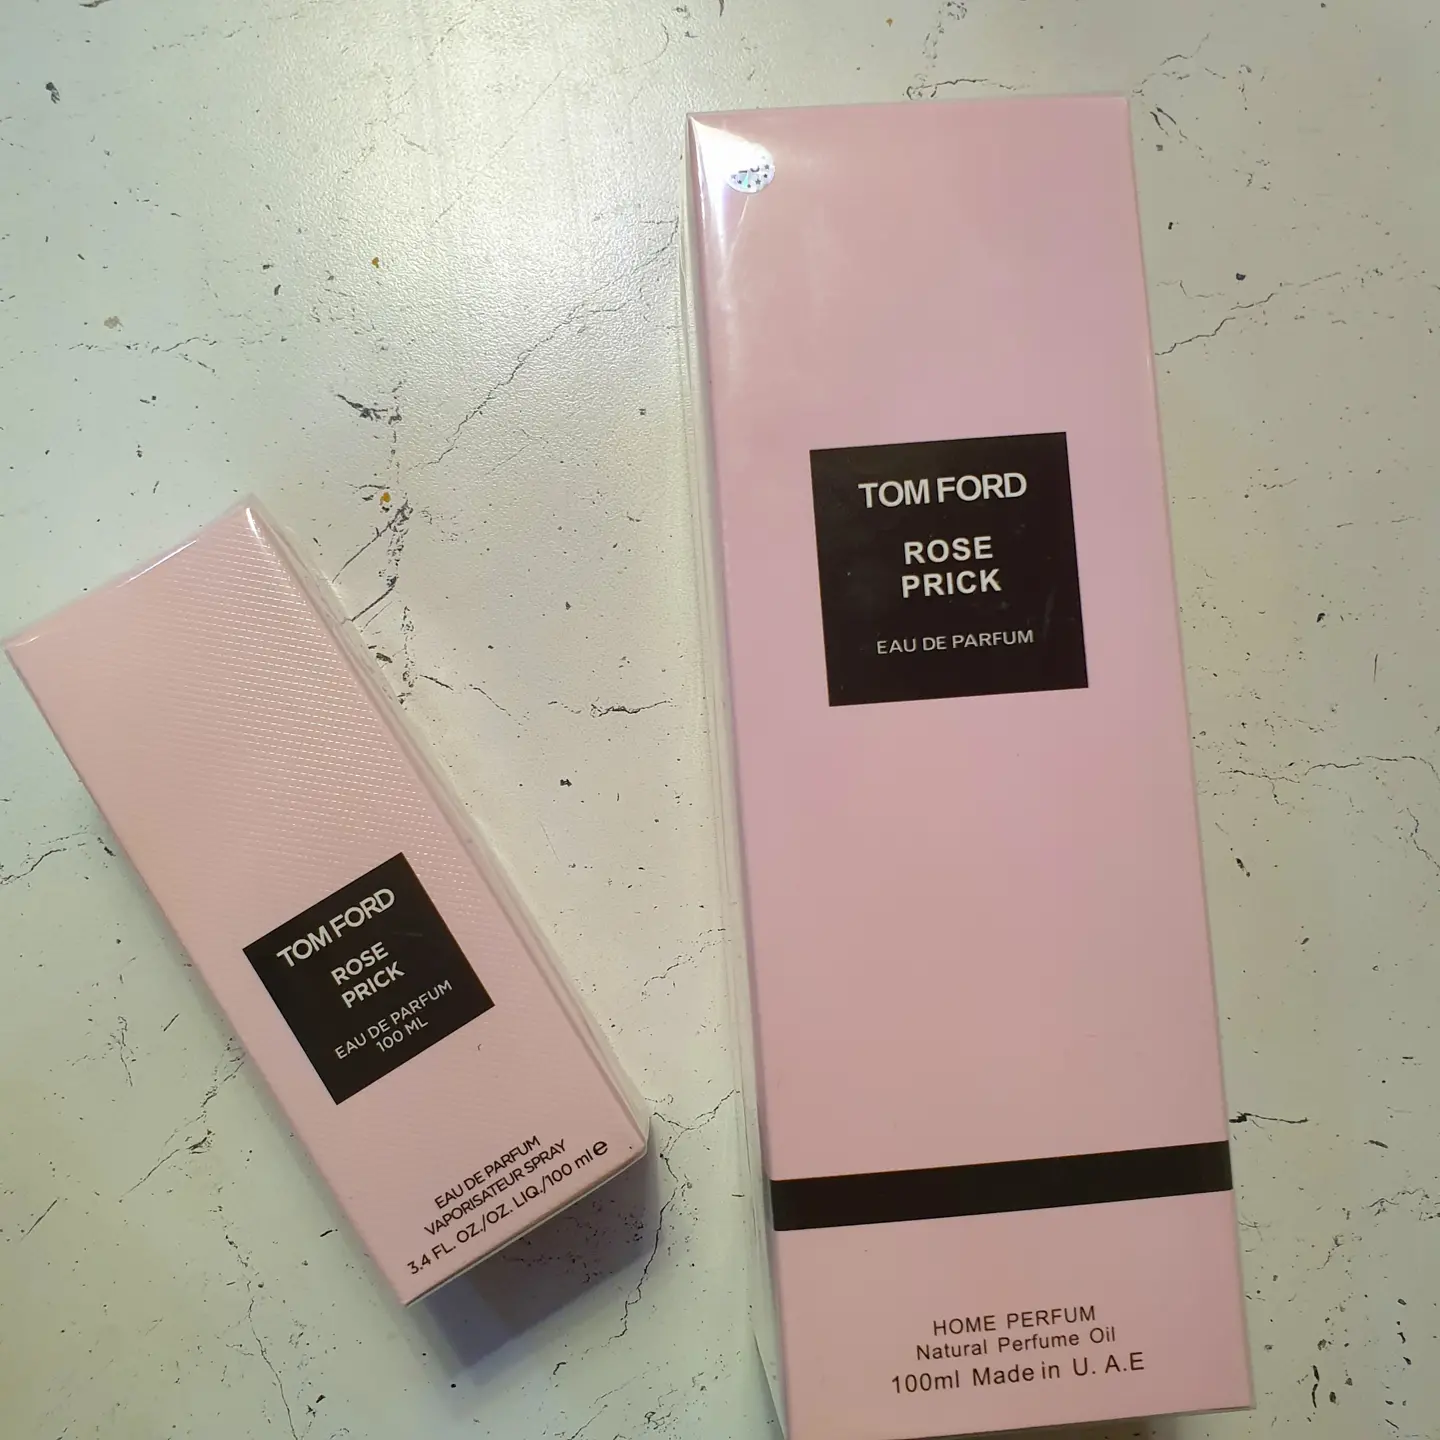 TOM FORD
ROSE
PRICK
EAU DE PARFUM
100 ML
EAU DE PARFUM
VAPORISATEUR SPRAY
3.4 FL. OZ./OZ. LIQ./100 ml e
TOM FORD
ROSE
PRICK
EAU DE PARFUM
HOME PERFUM
Natural Perfume Oil
100ml Made in U. A.E